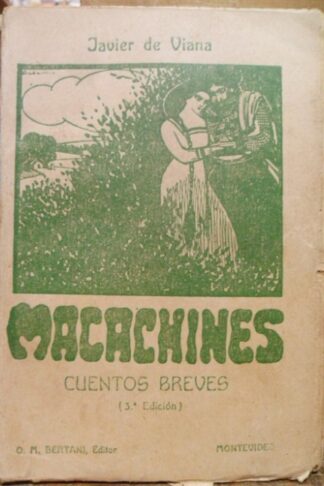 Javier de Viana
MACACHINES
CUENTOS BREVES
(3.ª Edición)
O. M. BERTANI, Editor
MONTEVIDEO